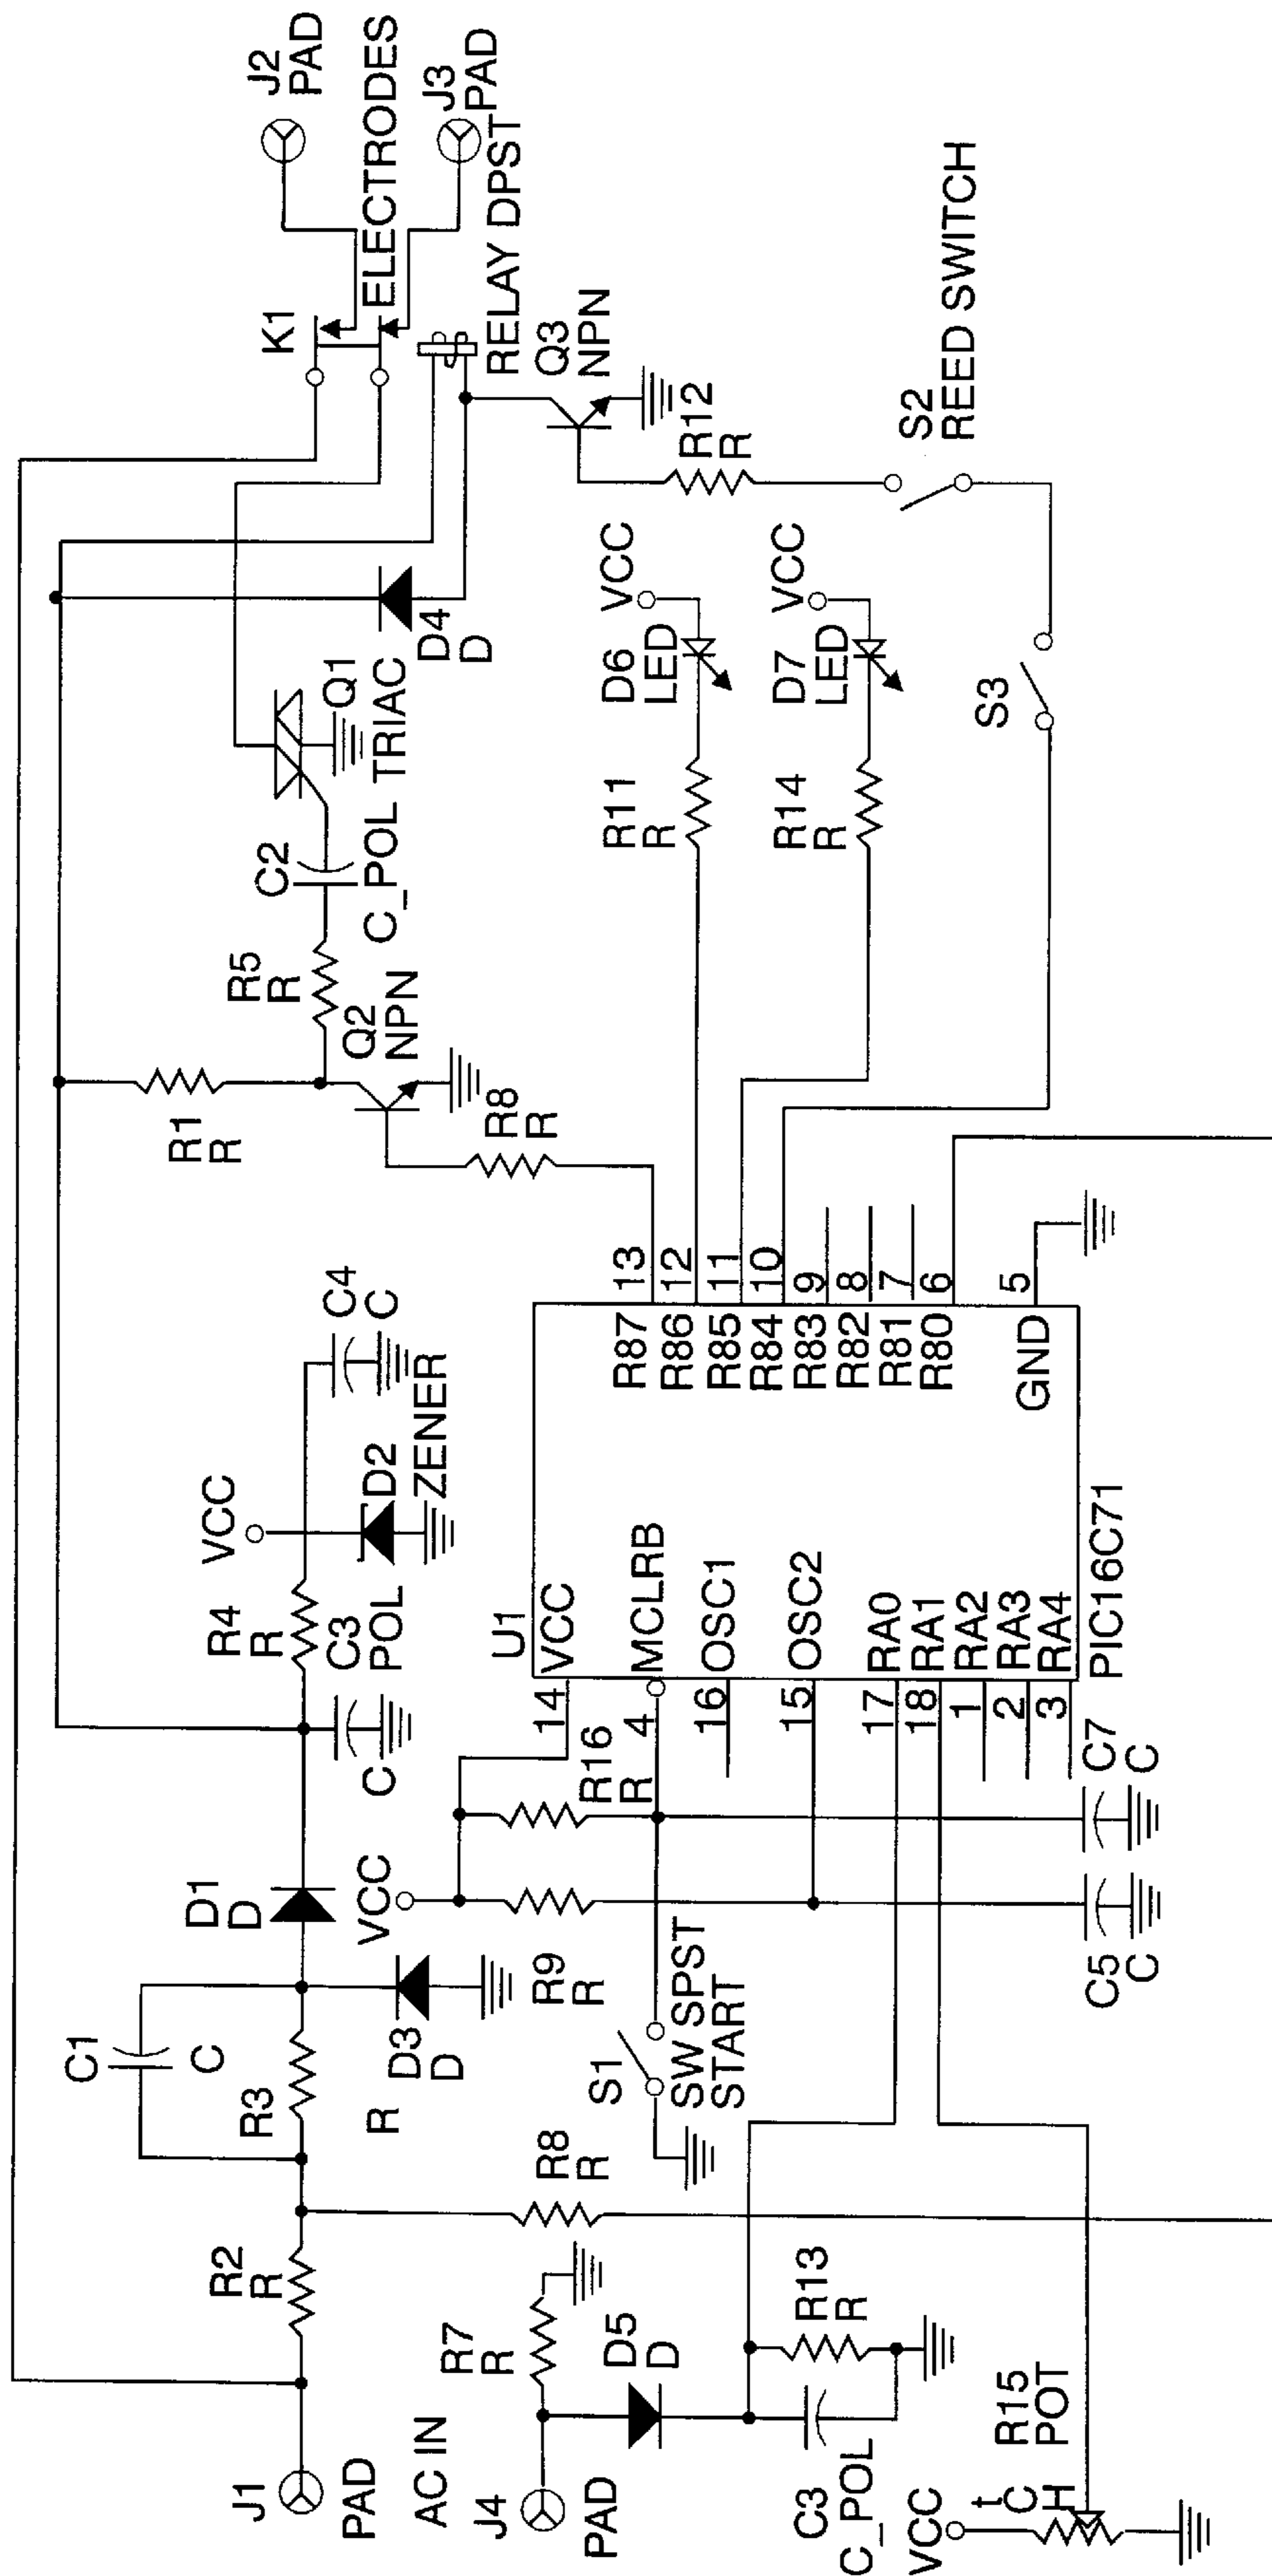 J1
PAD
AC IN
J4
PAD
R2
R
R3
R
C1
C
D3
D
D1
D
C3
POL
C
R4
R
VCC
D2
ZENER
C4
C
R1
R
R5
R
C2
C_POL
Q2
NPN
R8
R
Q1
TRIAC
D4
D
K1
ELECTRODES
J2
PAD
J3
PAD
RELAY DPST
Q3
NPN
R12
R
S2
REED SWITCH
S3
VCC
D6
LED
R11
R
VCC
D7
LED
R14
R
R7
R
D5
D
R8
R
R13
R
C3
C_POL
VCC
t
C
H
R15
POT
S1
SW SPST
START
VCC
R9
R
R16
R
C5
C
C7
C
U1
PIC16C71
14 VCC
4 MCLRB
16 OSC1
15 OSC2
17 RA0
18 RA1
1 RA2
2 RA3
3 RA4
R87 13
R86 12
R85 11
R84 10
R83 9
R82 8
R81 7
R80 6
GND 5